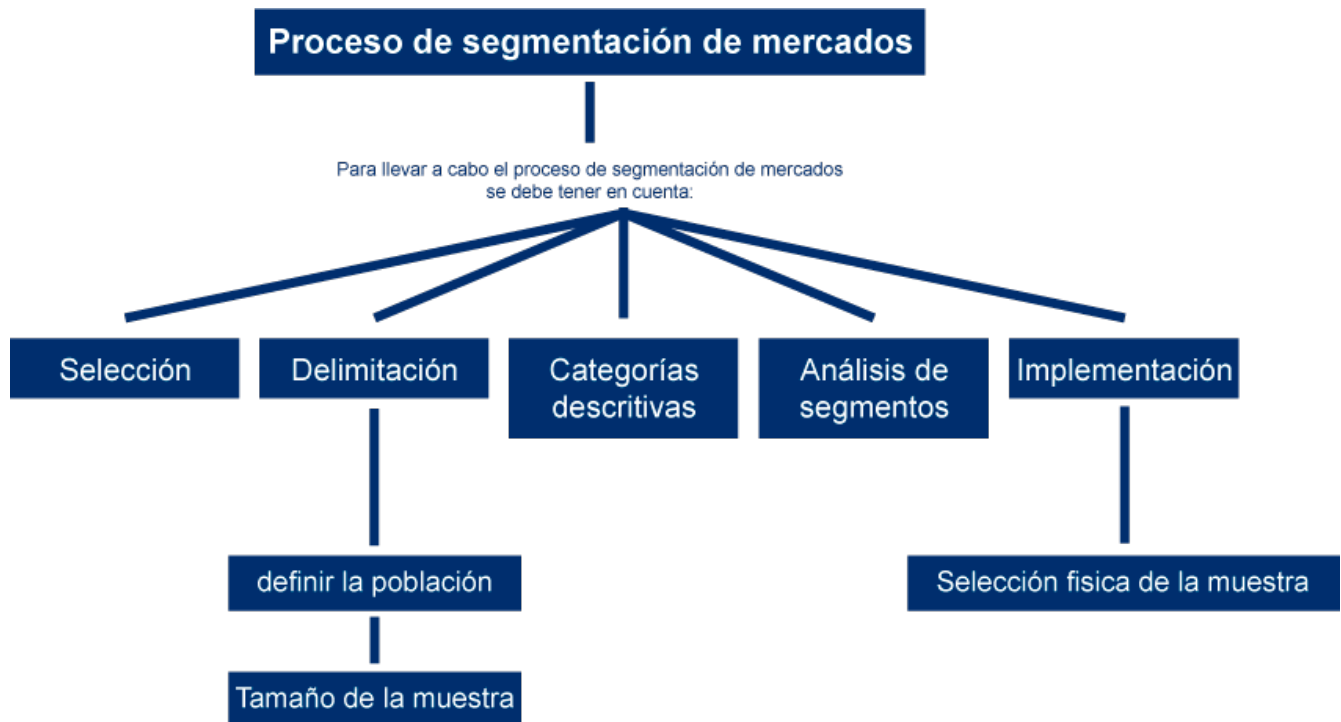 Proceso de segmentación de mercados
Para llevar a cabo el proceso de segmentación de mercados
se debe tener en cuenta:
Selección
Delimitación
Categorías
descritivas
Análisis de
segmentos
Implementación
definir la población
Selección fisica de la muestra
Tamaño de la muestra